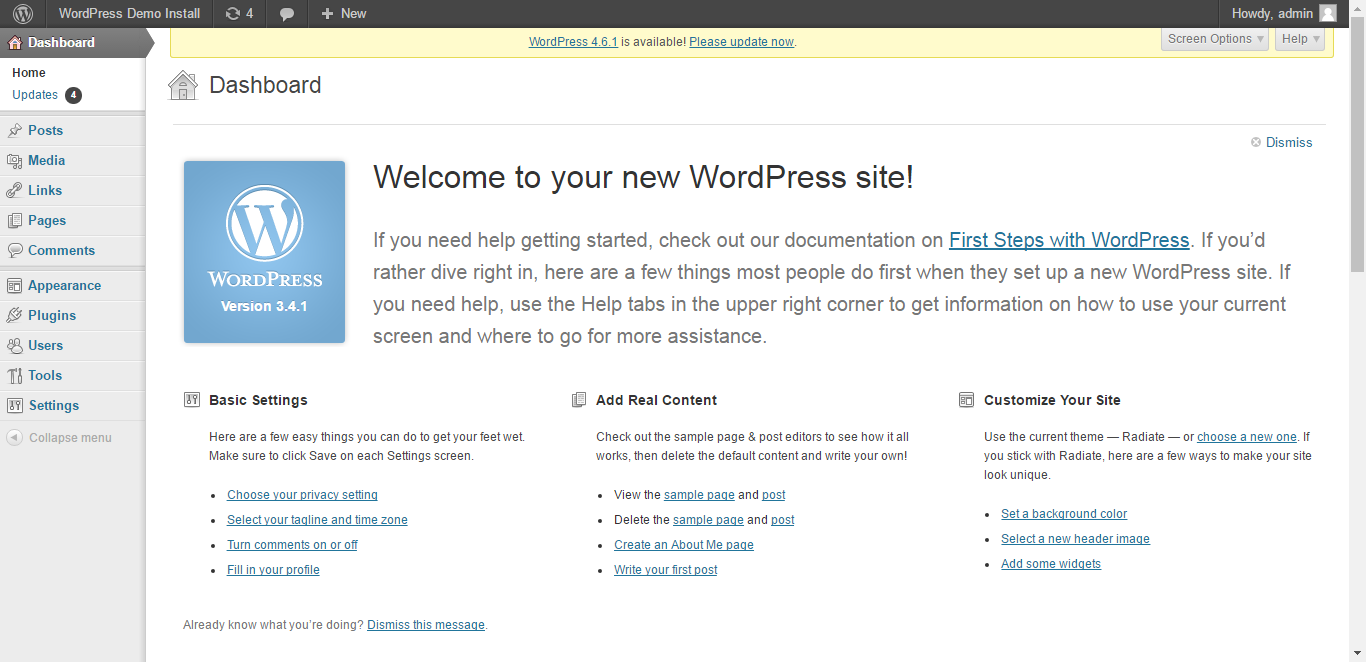 WordPress Demo Install 4 New Howdy, admin
Dashboard
Home
Updates 4
Posts
Media
Links
Pages
Comments
Appearance
Plugins
Users
Tools
Settings
Collapse menu
WordPress 4.6.1 is available! Please update now.
Screen Options Help
Dashboard
Dismiss
WORDPRESS
Version 3.4.1
Welcome to your new WordPress site!
If you need help getting started, check out our documentation on First Steps with WordPress. If you’d
rather dive right in, here are a few things most people do first when they set up a new WordPress site. If
you need help, use the Help tabs in the upper right corner to get information on how to use your current
screen and where to go for more assistance.
Basic Settings
Here are a few easy things you can do to get your feet wet.
Make sure to click Save on each Settings screen.
Choose your privacy setting
Select your tagline and time zone
Turn comments on or off
Fill in your profile
Add Real Content
Check out the sample page & post editors to see how it all
works, then delete the default content and write your own!
View the sample page and post
Delete the sample page and post
Create an About Me page
Write your first post
Customize Your Site
Use the current theme — Radiate — or choose a new one. If
you stick with Radiate, here are a few ways to make your site
look unique.
Set a background color
Select a new header image
Add some widgets
Already know what you’re doing? Dismiss this message.